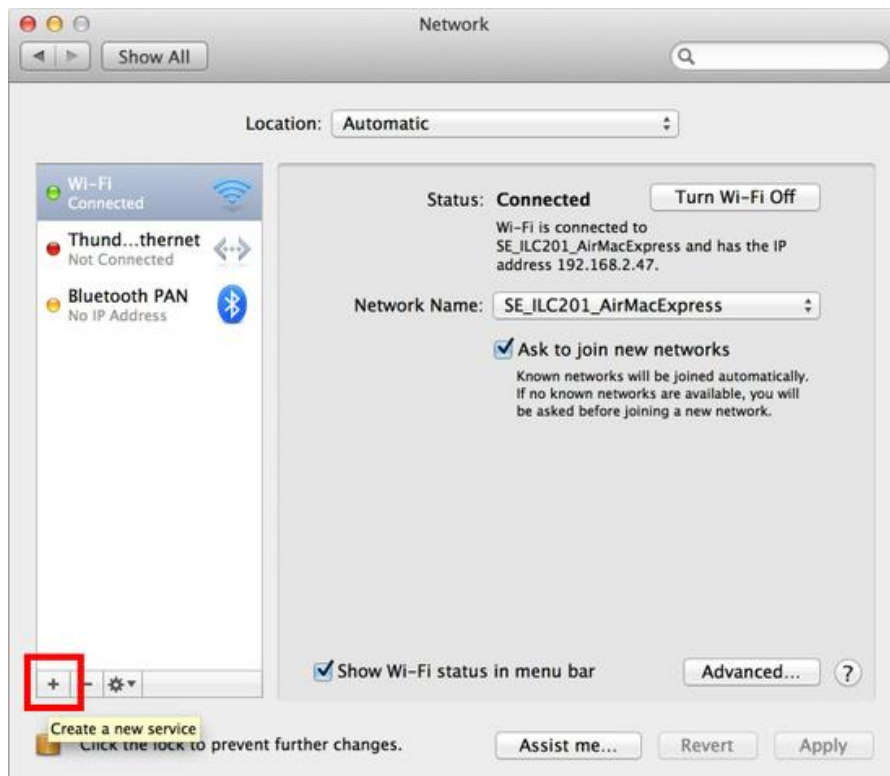 Network
Show All
Location: Automatic
Wi-Fi
Connected
Thund...thernet
Not Connected
Bluetooth PAN
No IP Address
Status: Connected
Turn Wi-Fi Off
Wi-Fi is connected to
SE_ILC201_AirMacExpress and has the IP
address 192.168.2.47.
Network Name: SE_ILC201_AirMacExpress
Ask to join new networks
Known networks will be joined automatically.
If no known networks are available, you will
be asked before joining a new network.
Show Wi-Fi status in menu bar
Advanced...
?
+ -
Create a new service
Click the lock to prevent further changes.
Assist me...
Revert
Apply